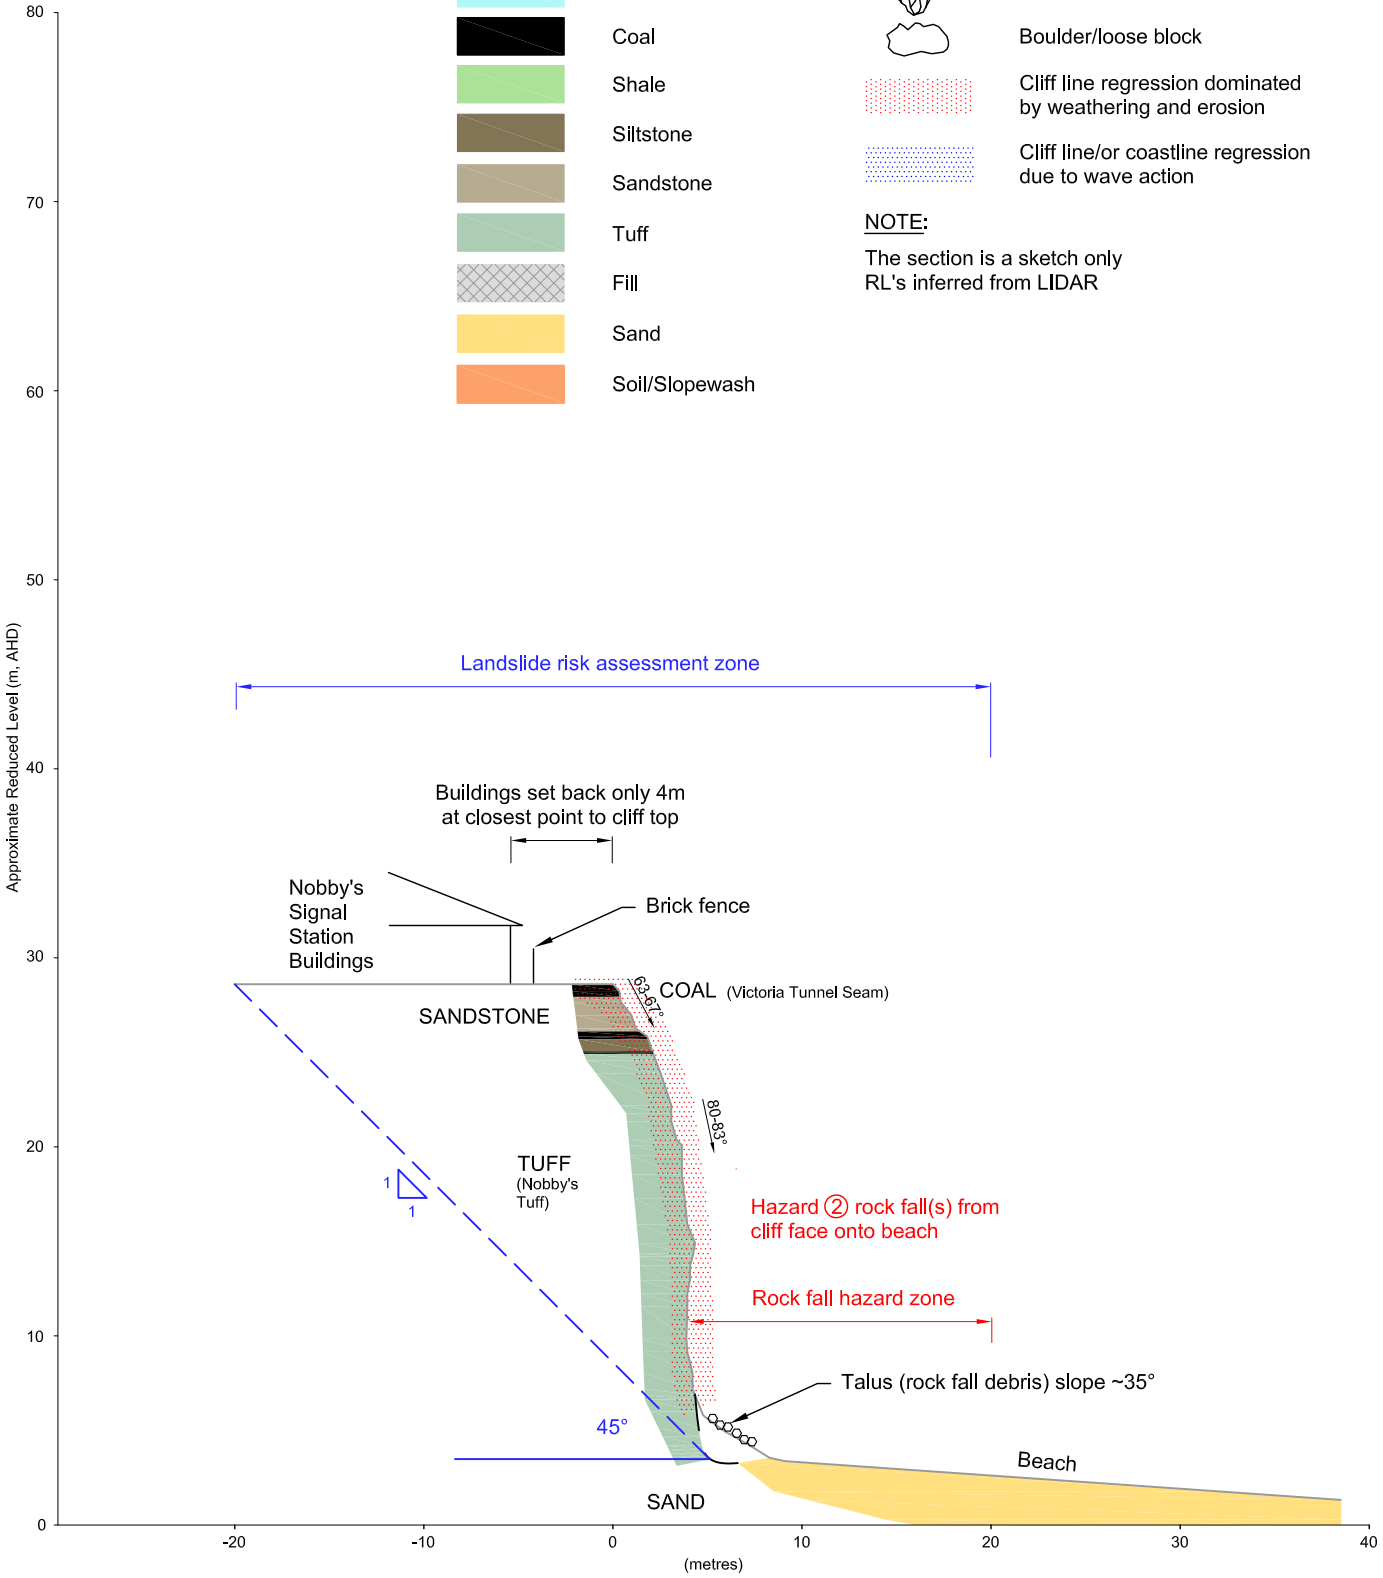 80
70
60
50
40
30
20
10
0
Approximate Reduced Level (m, AHD)
Coal
Shale
Siltstone
Sandstone
Tuff
Fill
Sand
Soil/Slopewash
Boulder/loose block
Cliff line regression dominated
by weathering and erosion
Cliff line/or coastline regression
due to wave action
NOTE:
The section is a sketch only
RL's inferred from LIDAR
Landslide risk assessment zone
Buildings set back only 4m
at closest point to cliff top
Nobby's
Signal
Station
Buildings
Brick fence
63-67°
COAL (Victoria Tunnel Seam)
SANDSTONE
80-83°
TUFF
(Nobby's
Tuff)
1
1
Hazard 2 rock fall(s) from
cliff face onto beach
Rock fall hazard zone
Talus (rock fall debris) slope ~35°
45°
Beach
SAND
-20
-10
0
10
20
30
40
(metres)